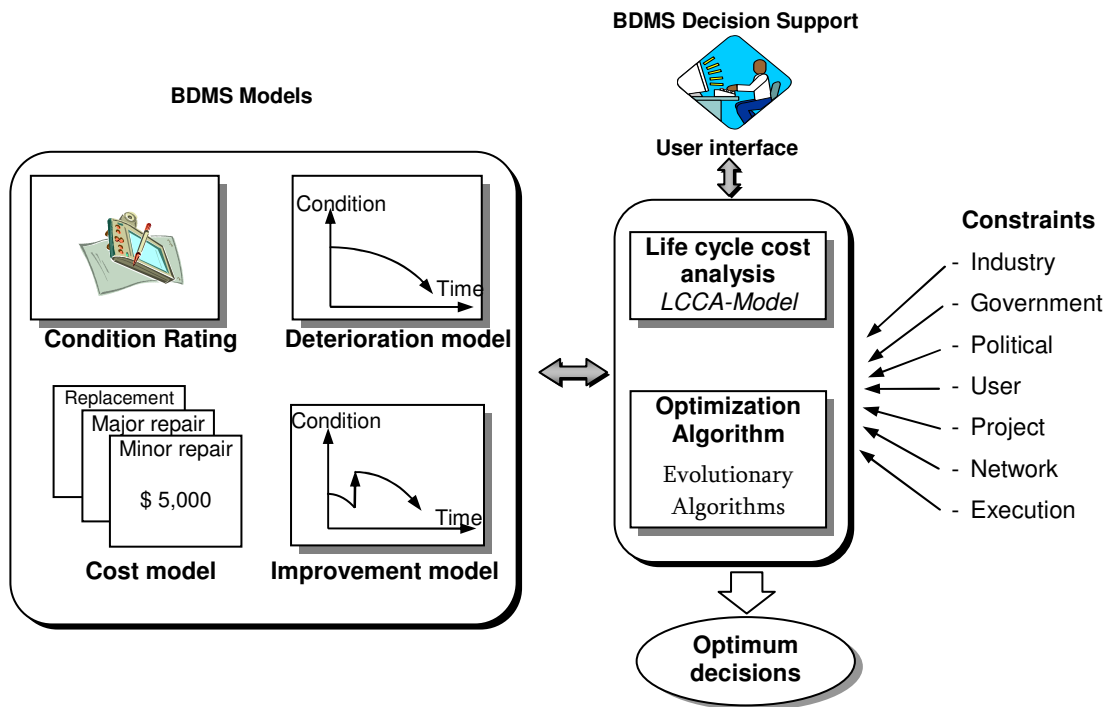 BDMS Decision Support
BDMS Models
User interface
Condition
Time
Condition Rating
Deterioration model
Replacement
Major repair
Minor repair
$ 5,000
Cost model
Condition
Time
Improvement model
Life cycle cost
analysis
LCCA-Model
Optimization
Algorithm
Evolutionary
Algorithms
Constraints
- Industry
- Government
- Political
- User
- Project
- Network
- Execution
Optimum
decisions